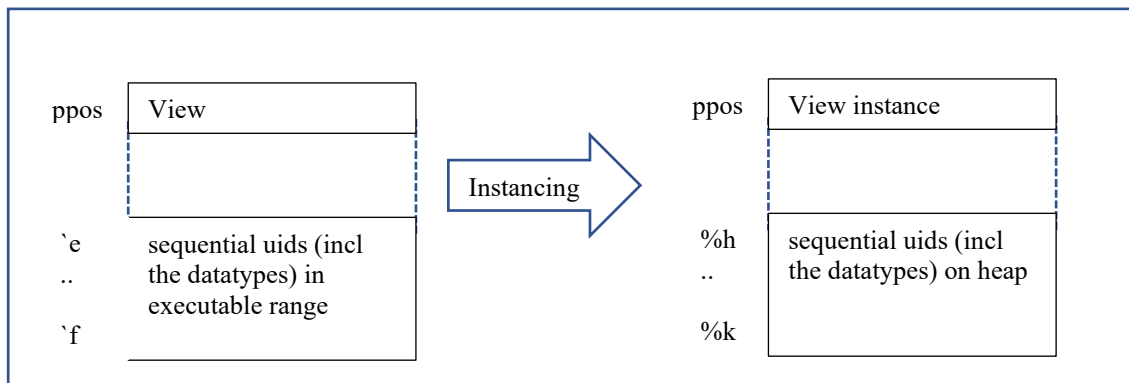 ppos
View
`e
..
`f
sequential uids (incl
the datatypes) in
executable range
Instancing
ppos
View instance
%h
..
%k
sequential uids (incl
the datatypes) on heap